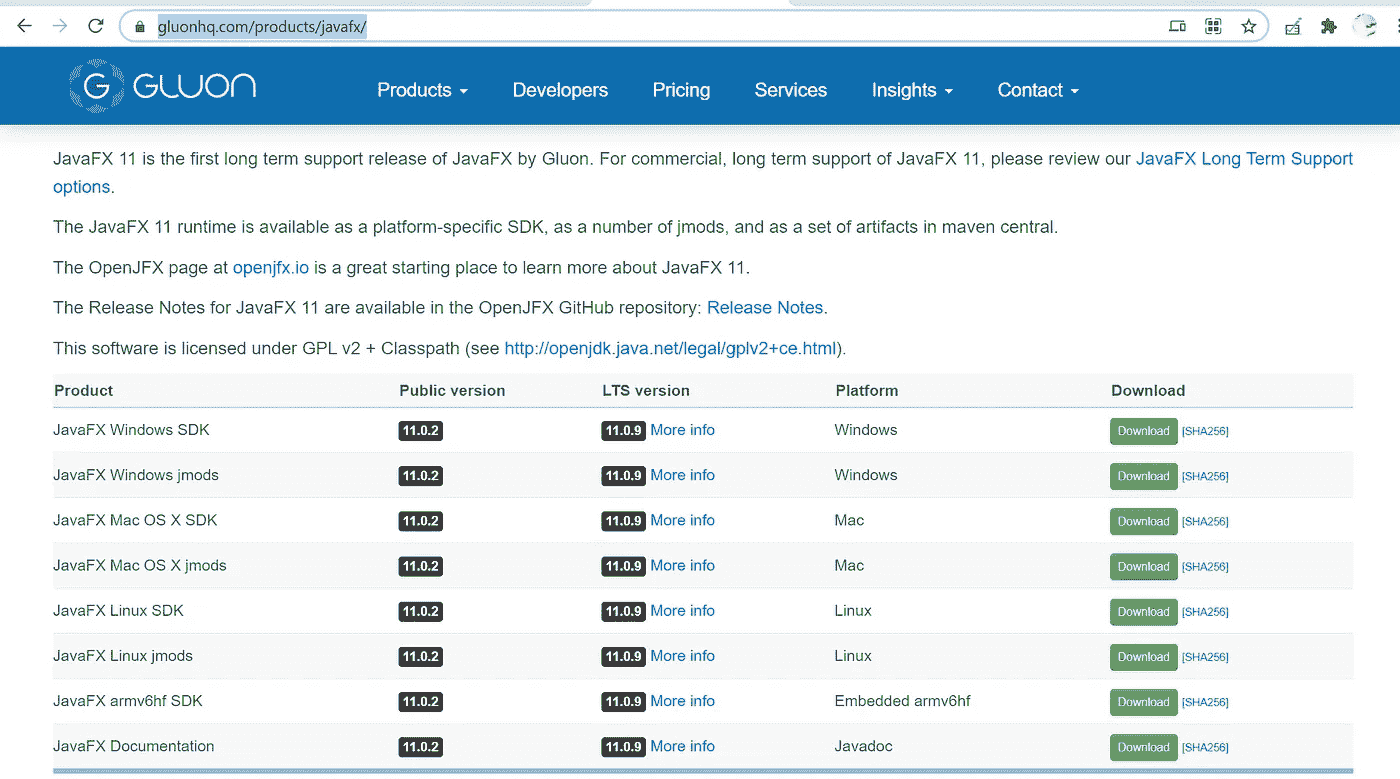 gluonhq.com/products/javafx/
G GLUON Products Developers Pricing Services Insights Contact
JavaFX 11 is the first long term support release of JavaFX by Gluon. For commercial, long term support of JavaFX 11, please review our JavaFX Long Term Support
options.
The JavaFX 11 runtime is available as a platform-specific SDK, as a number of jmods, and as a set of artifacts in maven central.
The OpenJFX page at openjfx.io is a great starting place to learn more about JavaFX 11.
The Release Notes for JavaFX 11 are available in the OpenJFX GitHub repository: Release Notes.
This software is licensed under GPL v2 + Classpath (see http://openjdk.java.net/legal/gplv2+ce.html).
Product Public version LTS version Platform Download
JavaFX Windows SDK 11.0.2 11.0.9 More info Windows Download [SHA256]
JavaFX Windows jmods 11.0.2 11.0.9 More info Windows Download [SHA256]
JavaFX Mac OS X SDK 11.0.2 11.0.9 More info Mac Download [SHA256]
JavaFX Mac OS X jmods 11.0.2 11.0.9 More info Mac Download [SHA256]
JavaFX Linux SDK 11.0.2 11.0.9 More info Linux Download [SHA256]
JavaFX Linux jmods 11.0.2 11.0.9 More info Linux Download [SHA256]
JavaFX armv6hf SDK 11.0.2 11.0.9 More info Embedded armv6hf Download [SHA256]
JavaFX Documentation 11.0.2 11.0.9 More info Javadoc Download [SHA256]